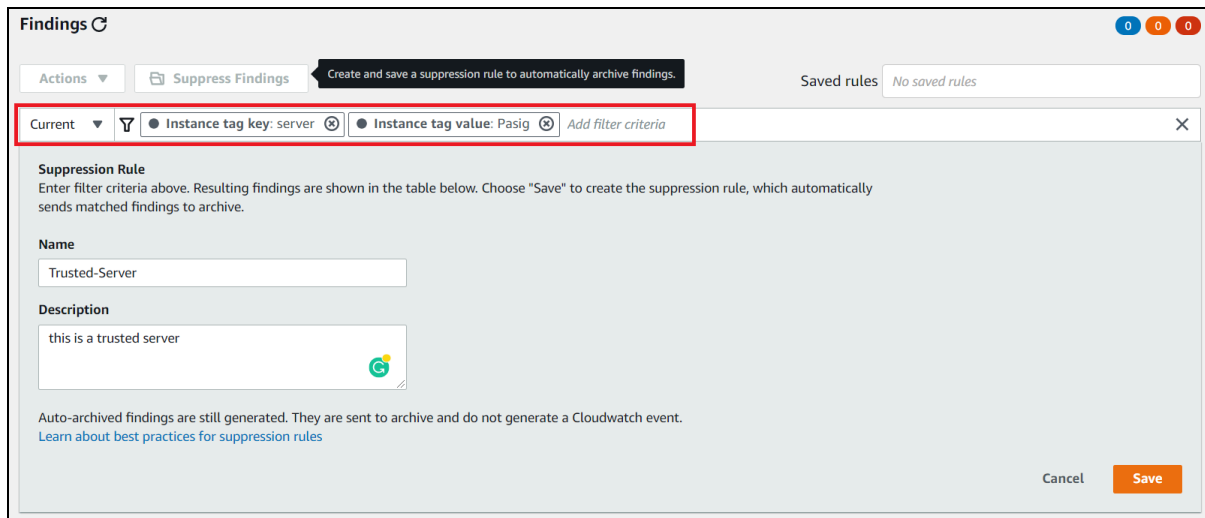 Findings
0 0 0
Actions Suppress Findings Create and save a suppression rule to automatically archive findings. Saved rules No saved rules
Current Instance tag key: server Instance tag value: Pasig Add filter criteria
Suppression Rule
Enter filter criteria above. Resulting findings are shown in the table below. Choose "Save" to create the suppression rule, which automatically
sends matched findings to archive.
Name
Trusted-Server
Description
this is a trusted server
Auto-archived findings are still generated. They are sent to archive and do not generate a Cloudwatch event.
Learn about best practices for suppression rules
Cancel Save